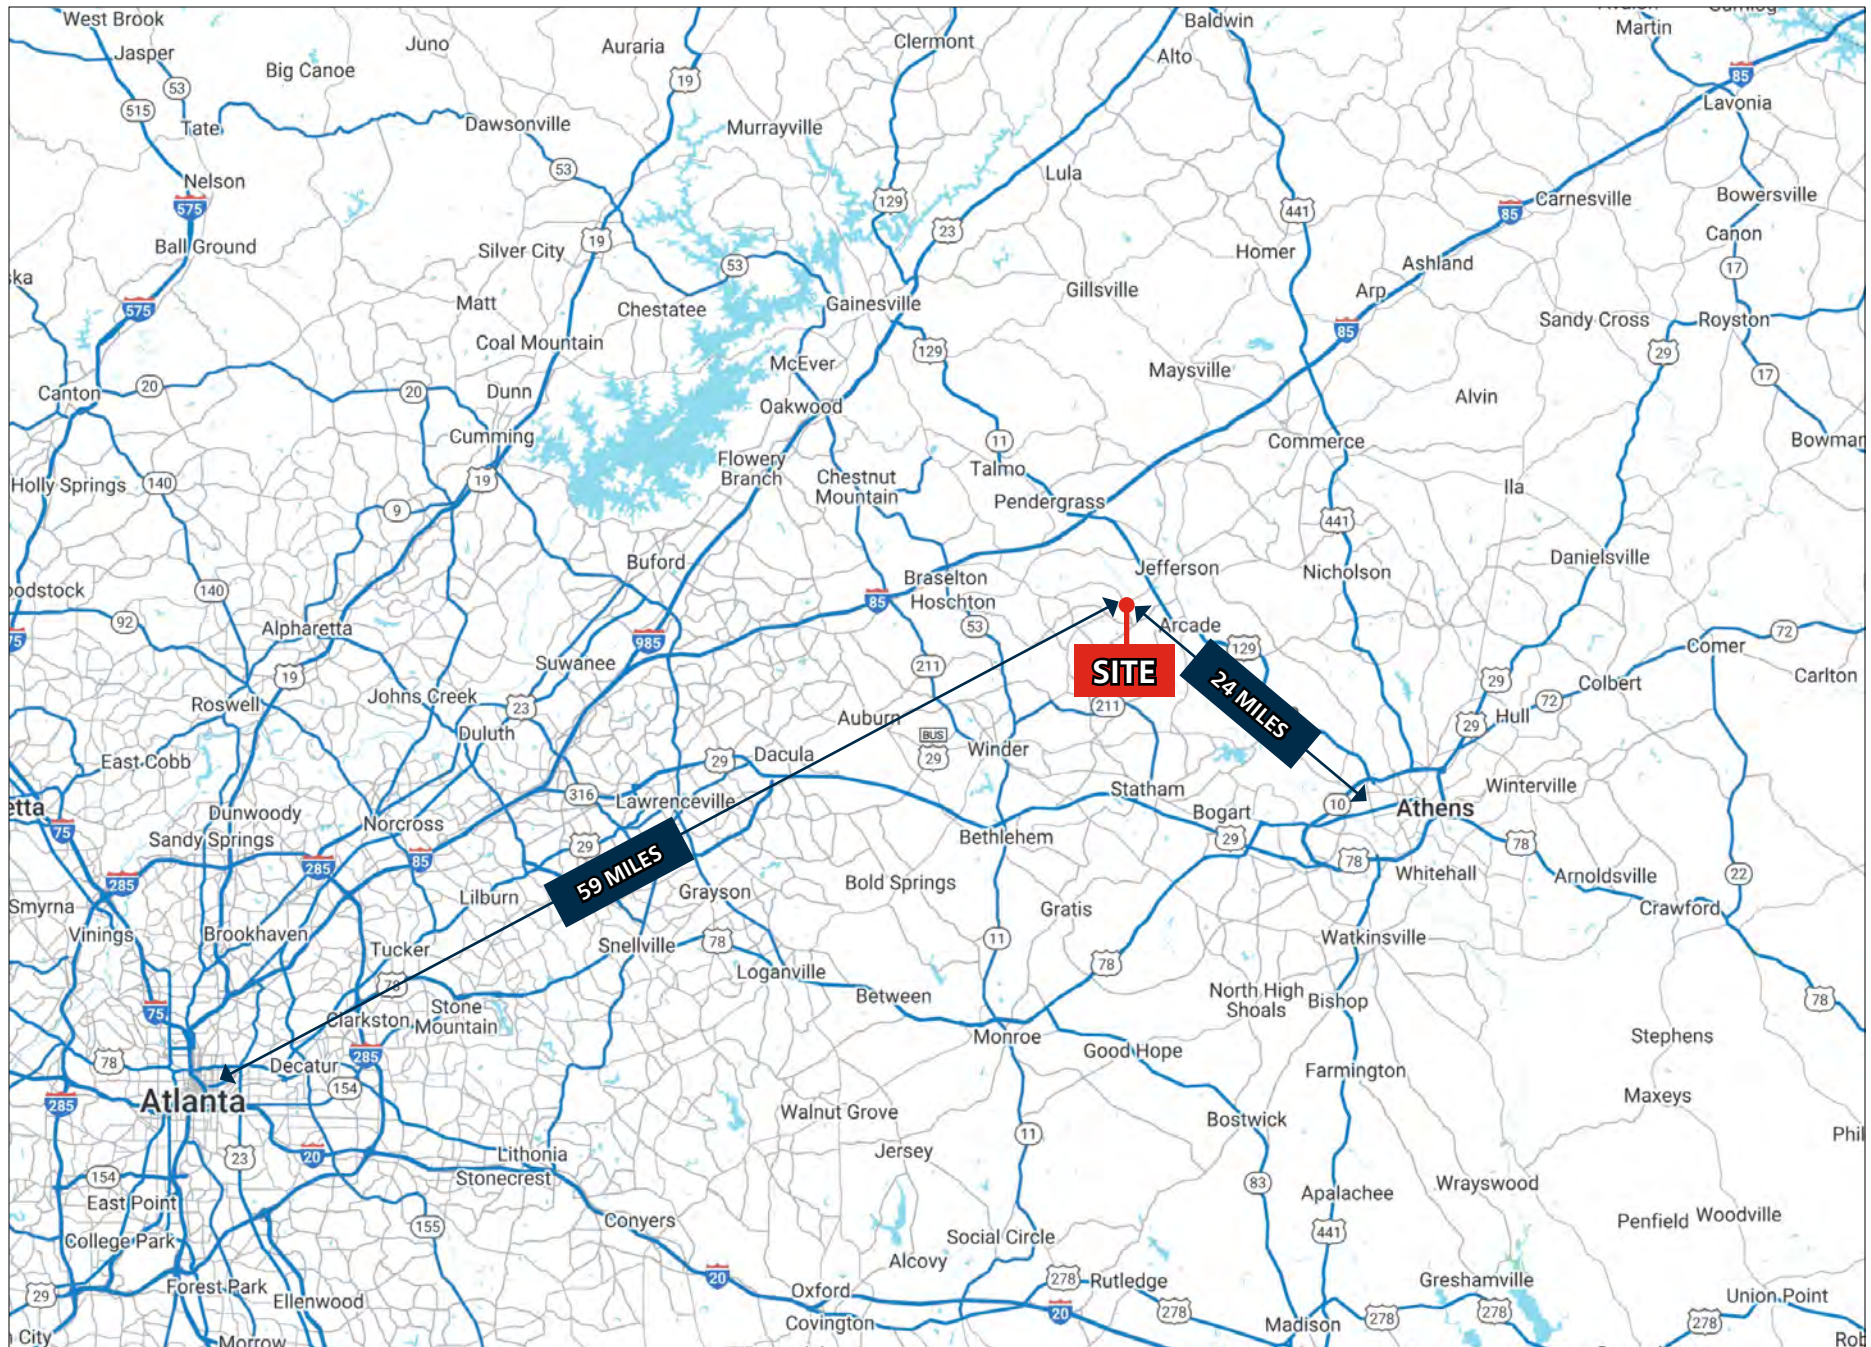 West Brook
Juno
Auraria
Clermont
Baldwin
Martin
Jasper
Big Canoe
Alto
19
85
53
515
Tate
Dawsonville
Murrayville
Lavonia
53
Lula
Nelson
575
129
441
85
Carnesville
Bowersville
Ball Ground
Silver City
19
23
Homer
Canon
53
Ashland
17
ska
575
Matt
Chestatee
Gainesville
Gillsville
Arp
Sandy Cross
Royston
85
Coal Mountain
129
29
McEver
Maysville
17
Canton
20
20
Dunn
Alvin
Oakwood
Cumming
11
Commerce
Bowman
Flowery
Branch
Talmo
Holly Springs
140
19
Chestnut
Mountain
Ila
Pendergrass
9
441
Buford
Braselton
Jefferson
Nicholson
Danielsville
oodstock
140
85
Hoschton
92
Alpharetta
53
Arcade
72
75
985
129
Comer
Suwanee
211
SITE
24 MILES
19
29
Colbert
Carlton
Roswell
Johns Creek
23
211
72
Auburn
29
Hull
Duluth
BUS
29
Winder
East Cobb
29
Dacula
316
Lawrenceville
Statham
Winterville
etta
Dunwoody
10
Athens
75
Sandy Springs
Norcross
Bogart
29
Bethlehem
29
78
285
285
85
59 MILES
78
Whitehall
Arnoldsville
22
Smyrna
Lilburn
Grayson
Bold Springs
Gratis
Crawford
Vinings
Brookhaven
Tucker
Snellville
78
11
Watkinsville
78
Loganville
78
Between
North High
Shoals
Bishop
78
75
Stone
Mountain
Clarkston
Monroe
Stephens
78
Decatur
285
Good Hope
154
Farmington
285
Atlanta
Walnut Grove
Bostwick
Maxeys
11
Phil
23
20
Lithonia
Jersey
154
Stonecrest
83
Apalachee
Wrayswood
East Point
155
Conyers
Social Circle
441
Penfield
Woodville
College Park
Alcovy
20
278
Rutledge
Greshamville
Forest Park
Ellenwood
Oxford
20
278
278
278
Union Point
29
Covington
Madison
278
n City
Morrow
Rob